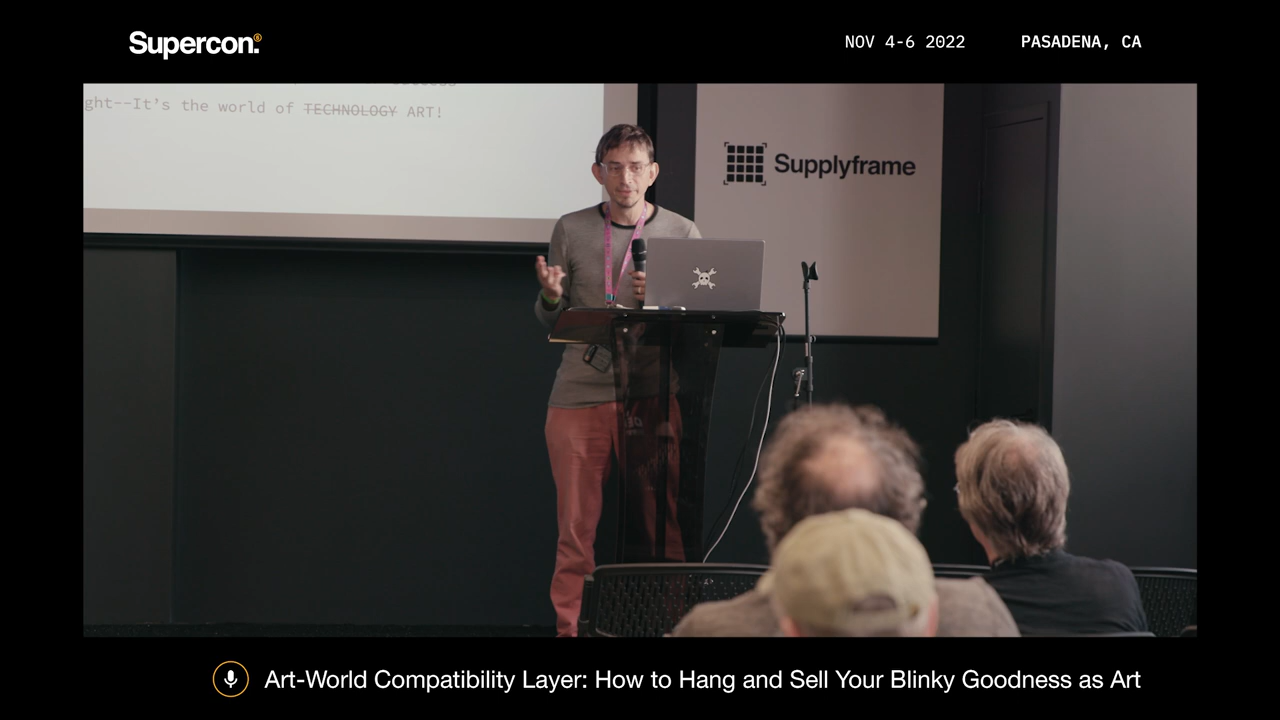 Supercon.6
NOV 4-6 2022
PASADENA, CA
ght--It's the world of TECHNOLOGY ART!
Supplyframe
Art-World Compatibility Layer: How to Hang and Sell Your Blinky Goodness as Art